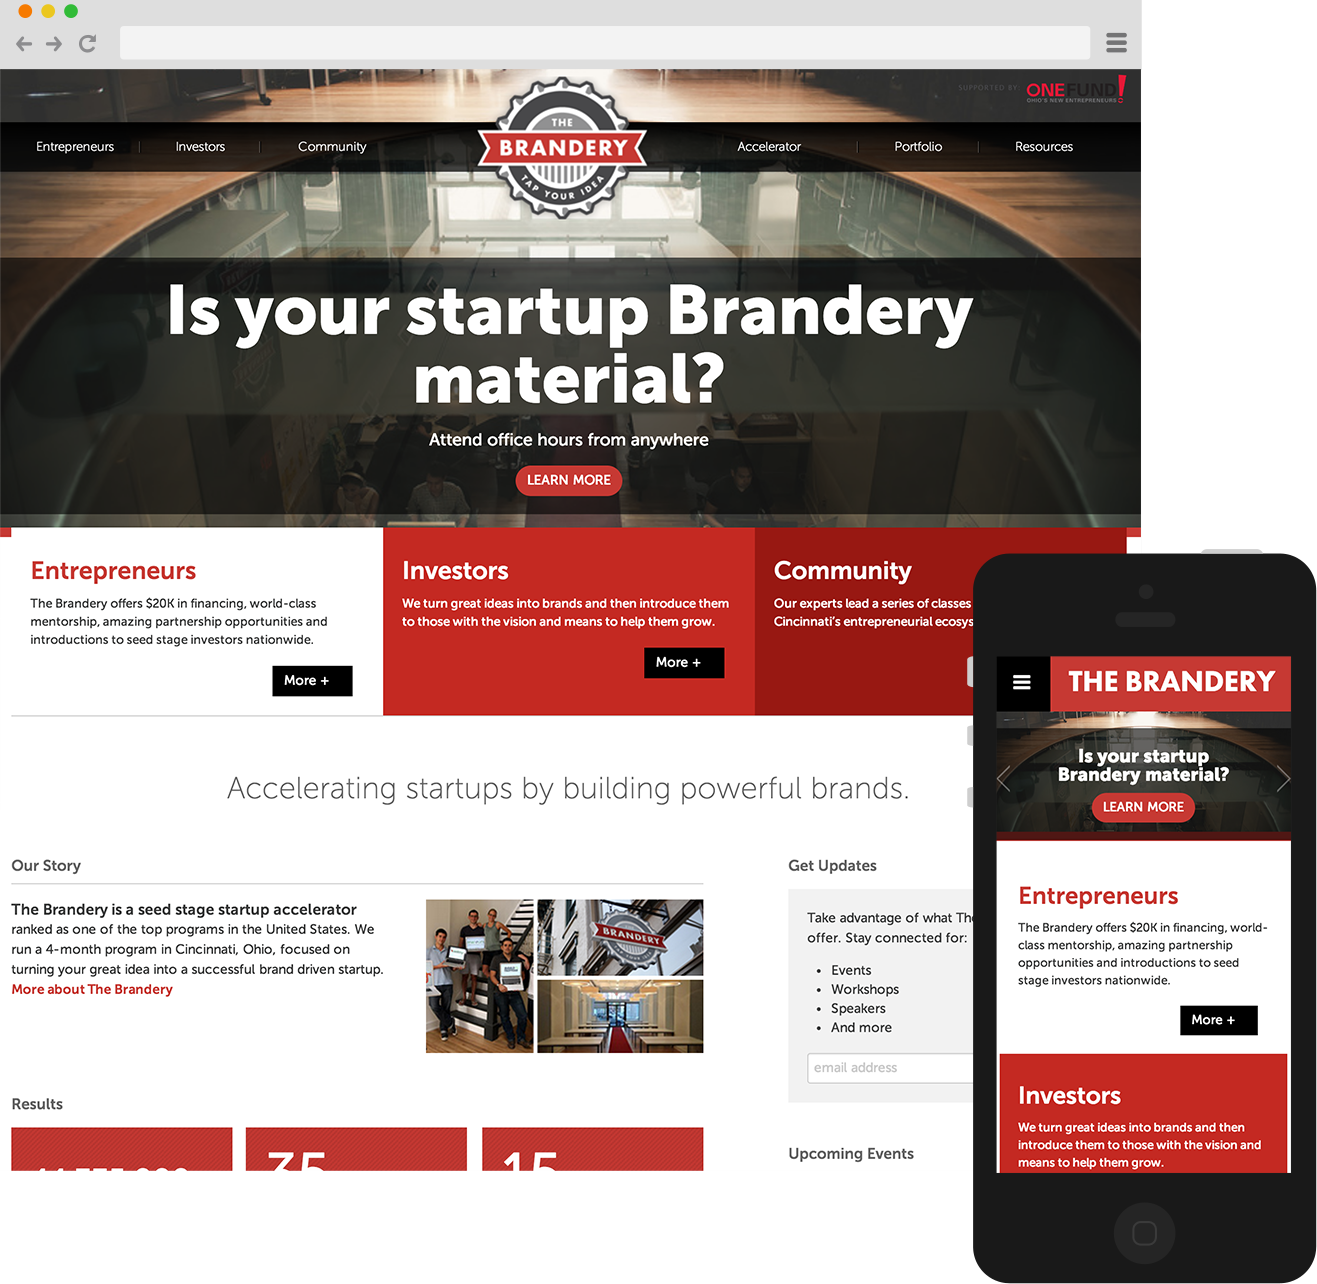 SUPPORTED BY
ONEFUND!
OHIO'S NEW ENTREPRENEURS
Entrepreneurs
Investors
Community
THE
BRANDERY
TAP YOUR IDEA
Accelerator
Portfolio
Resources
Is your startup Brandery
material?
Attend office hours from anywhere
LEARN MORE
Entrepreneurs
The Brandery offers $20K in financing, world-class
mentorship, amazing partnership opportunities and
introductions to seed stage investors nationwide.
More +
Investors
We turn great ideas into brands and then introduce them
to those with the vision and means to help them grow.
More +
Community
Our experts lead a series of classes
Cincinnati's entrepreneurial ecosys
Accelerating startups by building powerful brands.
Our Story
The Brandery is a seed stage startup accelerator
ranked as one of the top programs in the United States. We
run a 4-month program in Cincinnati, Ohio, focused on
turning your great idea into a successful brand driven startup.
More about The Brandery
BRANDERY
Get Updates
Take advantage of what Th
offer. Stay connected for:
• Events
• Workshops
• Speakers
• And more
email address
Results
35
15
Upcoming Events
THE BRANDERY
Is your startup
Brandery material?
LEARN MORE
Entrepreneurs
The Brandery offers $20K in financing, world-
class mentorship, amazing partnership
opportunities and introductions to seed
stage investors nationwide.
More +
Investors
We turn great ideas into brands and then
introduce them to those with the vision and
means to help them grow.